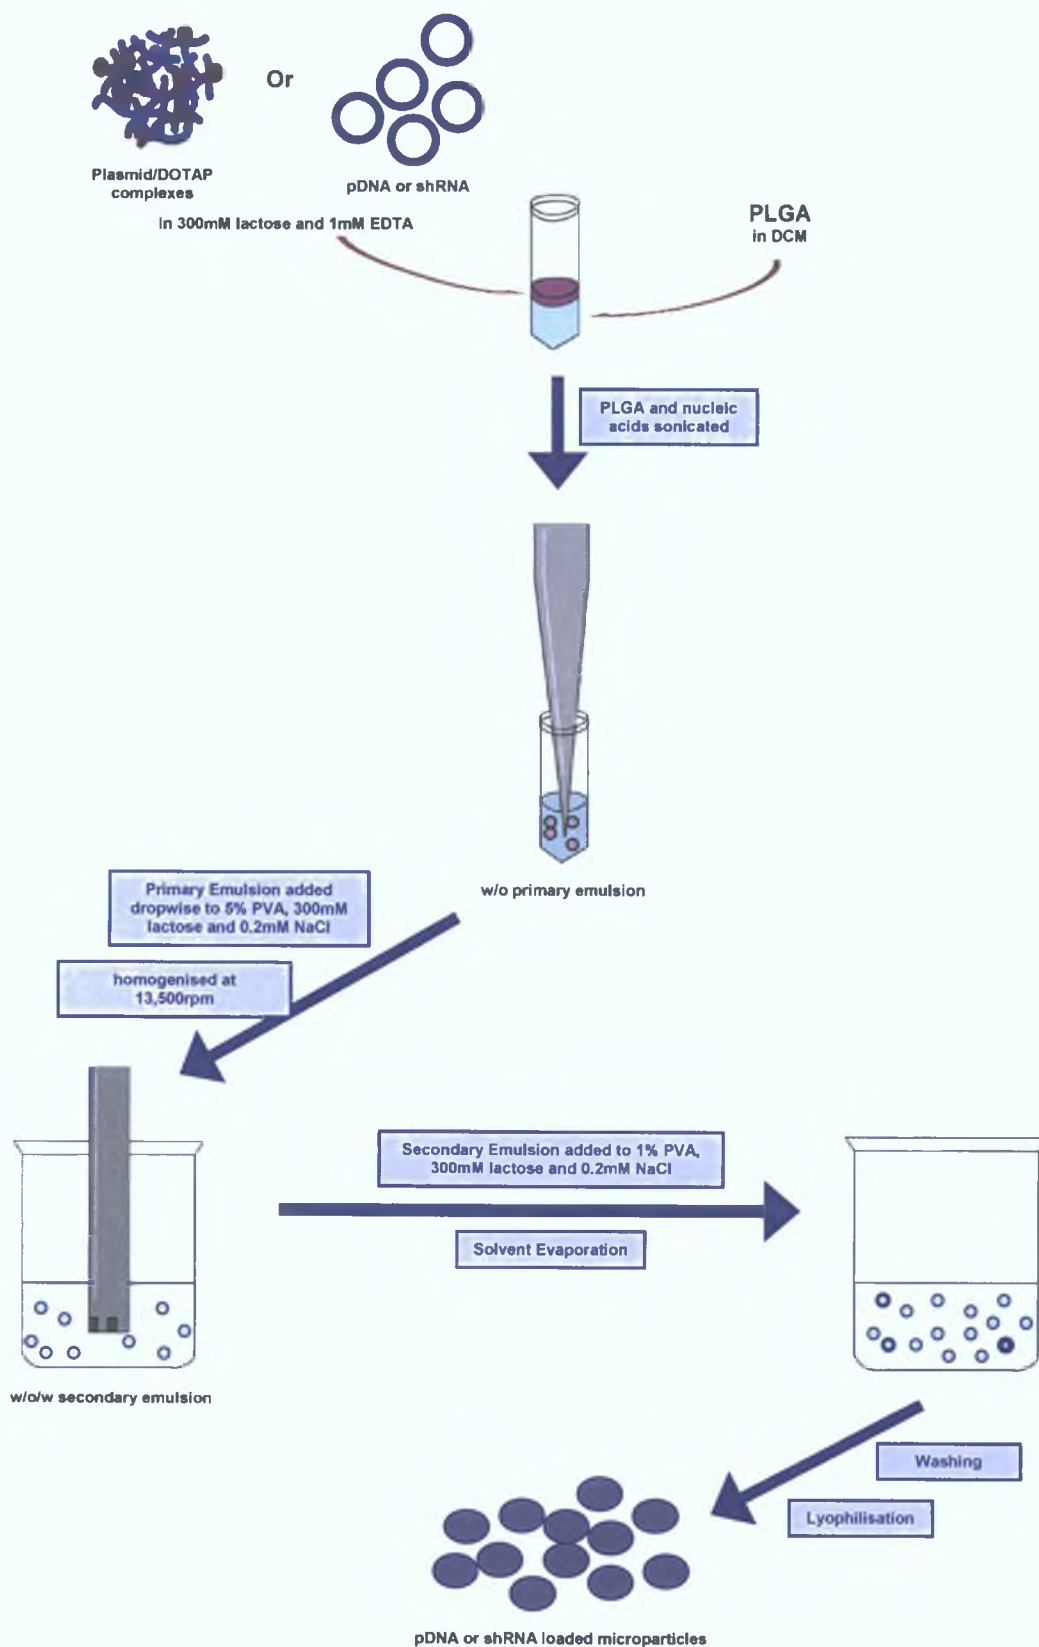 Or
Plasmid/DOTAP
complexes
pDNA or shRNA
In 300mM lactose and 1mM EDTA
PLGA
in DCM
PLGA and nucleic
acids sonicated
w/o primary emulsion
Primary Emulsion added
dropwise to 5% PVA, 300mM
lactose and 0.2mM NaCl
homogenised at
13,500rpm
Secondary Emulsion added to 1% PVA,
300mM lactose and 0.2mM NaCl
Solvent Evaporation
w/o/w secondary emulsion
Washing
Lyophilisation
pDNA or shRNA loaded microparticles